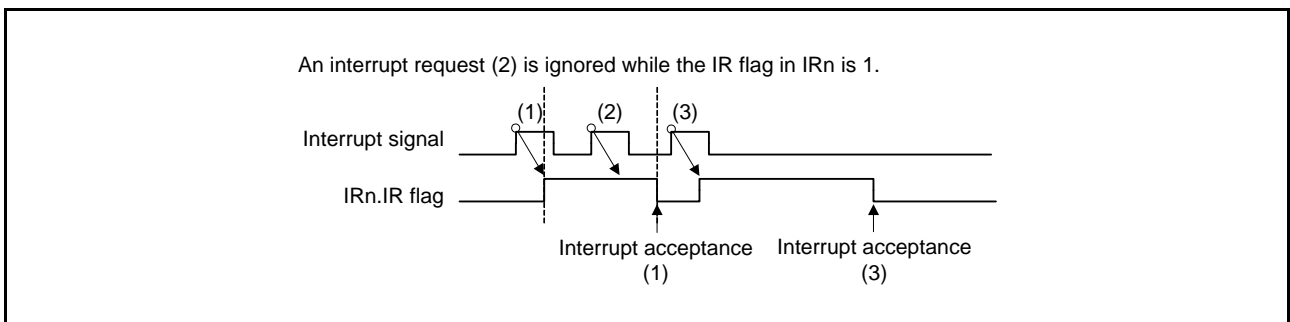 An interrupt request (2) is ignored while the IR flag in IRn is 1.
(1) (2) (3)
Interrupt signal
IRn.IR flag
Interrupt acceptance Interrupt acceptance
(1) (3)